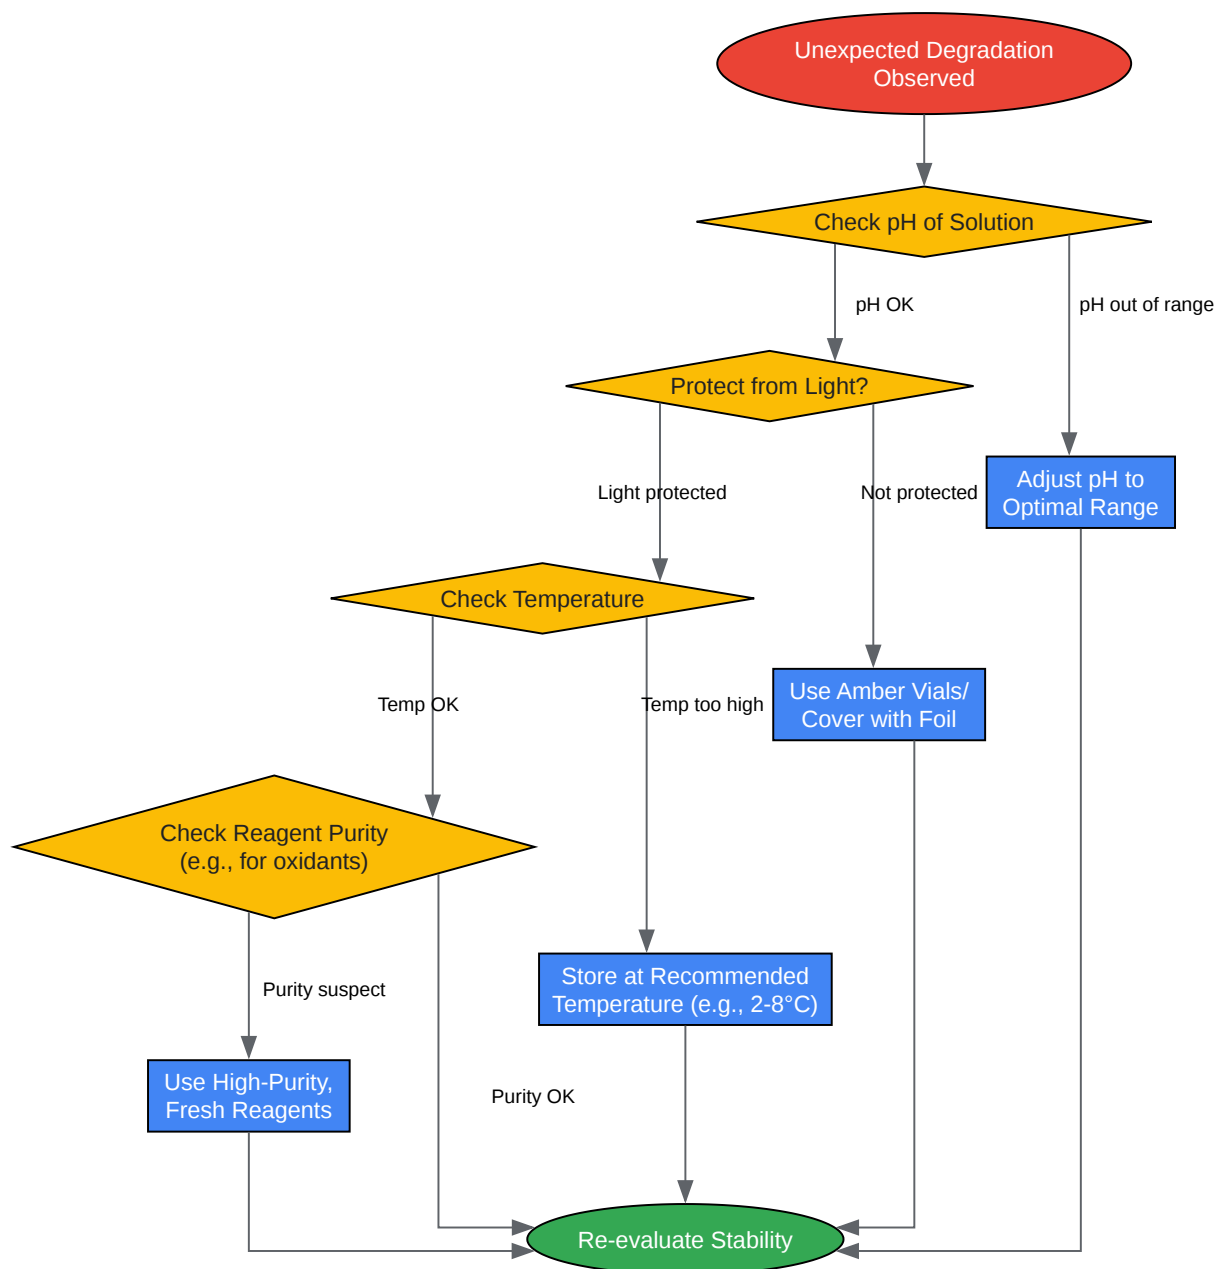 Unexpected Degradation
Observed
Check pH of Solution
pH OK
pH out of range
Protect from Light?
Adjust pH to
Optimal Range
Light protected
Not protected
Check Temperature
Use Amber Vials/
Cover with Foil
Temp OK
Temp too high
Check Reagent Purity
(e.g., for oxidants)
Store at Recommended
Temperature (e.g., 2-8°C)
Purity suspect
Use High-Purity,
Fresh Reagents
Purity OK
Re-evaluate Stability